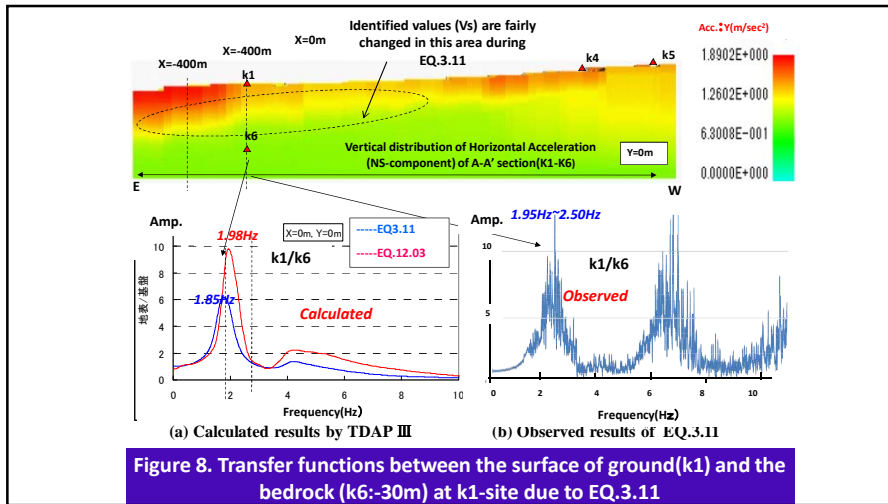 Identified values (Vs) are fairly
changed in this area during
EQ.3.11
Acc.:Y(m/sec²)
X=-400m
X=-400m
X=0m
k1
k4
k5
k6
1.8902E+000
1.2602E+000
6.3008E-001
0.0000E+000
Vertical distribution of Horizontal Acceleration
(NS-component) of A-A' section(K1-K6)
Y=0m
E
W
Amp.
1.98Hz
X=0m, Y=0m
-----EQ3.11
-----EQ.12.03
k1/k6
1.85Hz
Calculated
地表/基盤
10
8
6
4
2
0
0 2 4 6 8 10
Frequency(Hz)
Amp.
1.95Hz~2.50Hz
k1/k6
Observed
10
5
0 2 4 6 8 10
Frequency(Hz)
(a) Calculated results by TDAP Ⅲ
(b) Observed results of EQ.3.11
Figure 8. Transfer functions between the surface of ground(k1) and the
bedrock (k6:-30m) at k1-site due to EQ.3.11